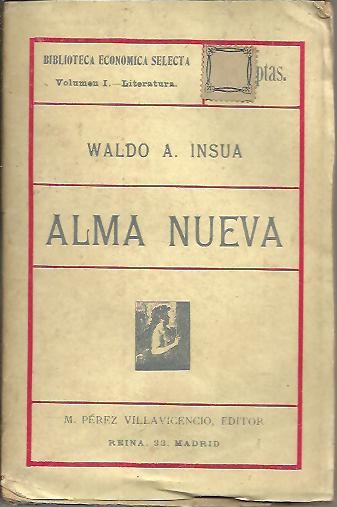 BIBLIOTECA ECONOMICA SELECTA
Volumen I.—Literatura.
ptas.
WALDO A. INSUA
ALMA NUEVA
M. PÉREZ VILLAVICENCIO, EDITOR
REINA, 33, MADRID